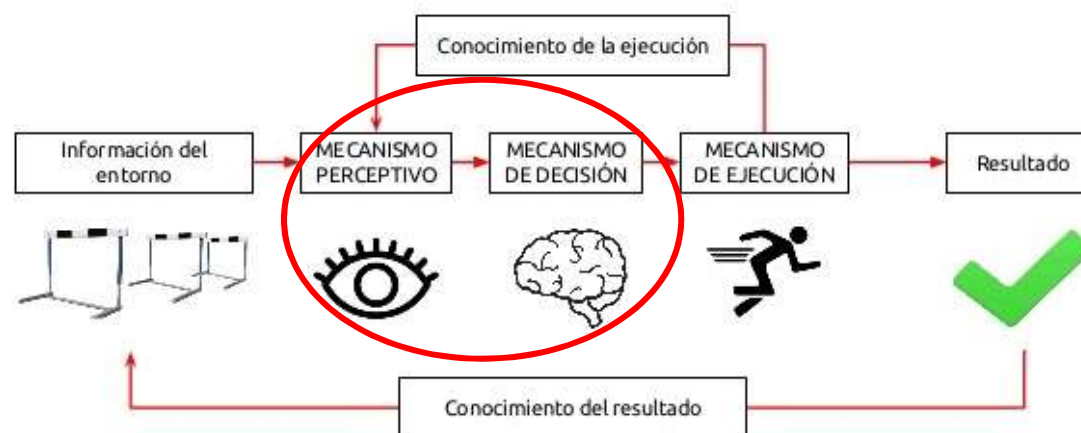 Conocimiento de la ejecución
Información del
entorno
MECANISMO
PERCEPTIVO
MECANISMO
DE DECISIÓN
MECANISMO
DE EJECUCIÓN
Resultado
Conocimiento del resultado